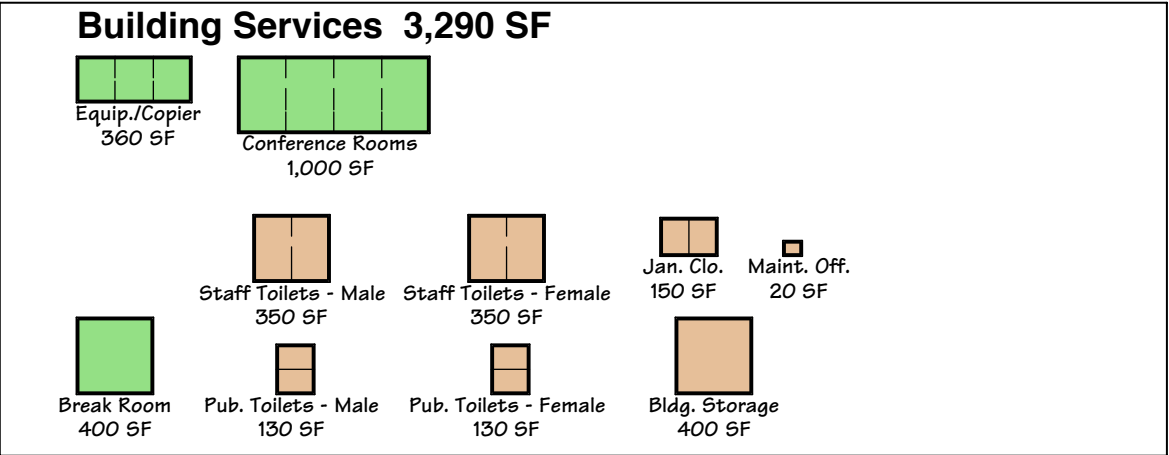 Building Services 3,290 SF
Equip./Copier
360 SF
Conference Rooms
1,000 SF
Staff Toilets - Male
350 SF
Staff Toilets - Female
350 SF
Jan. Clo.
150 SF
Maint. Off.
20 SF
Break Room
400 SF
Pub. Toilets - Male
130 SF
Pub. Toilets - Female
130 SF
Bldg. Storage
400 SF